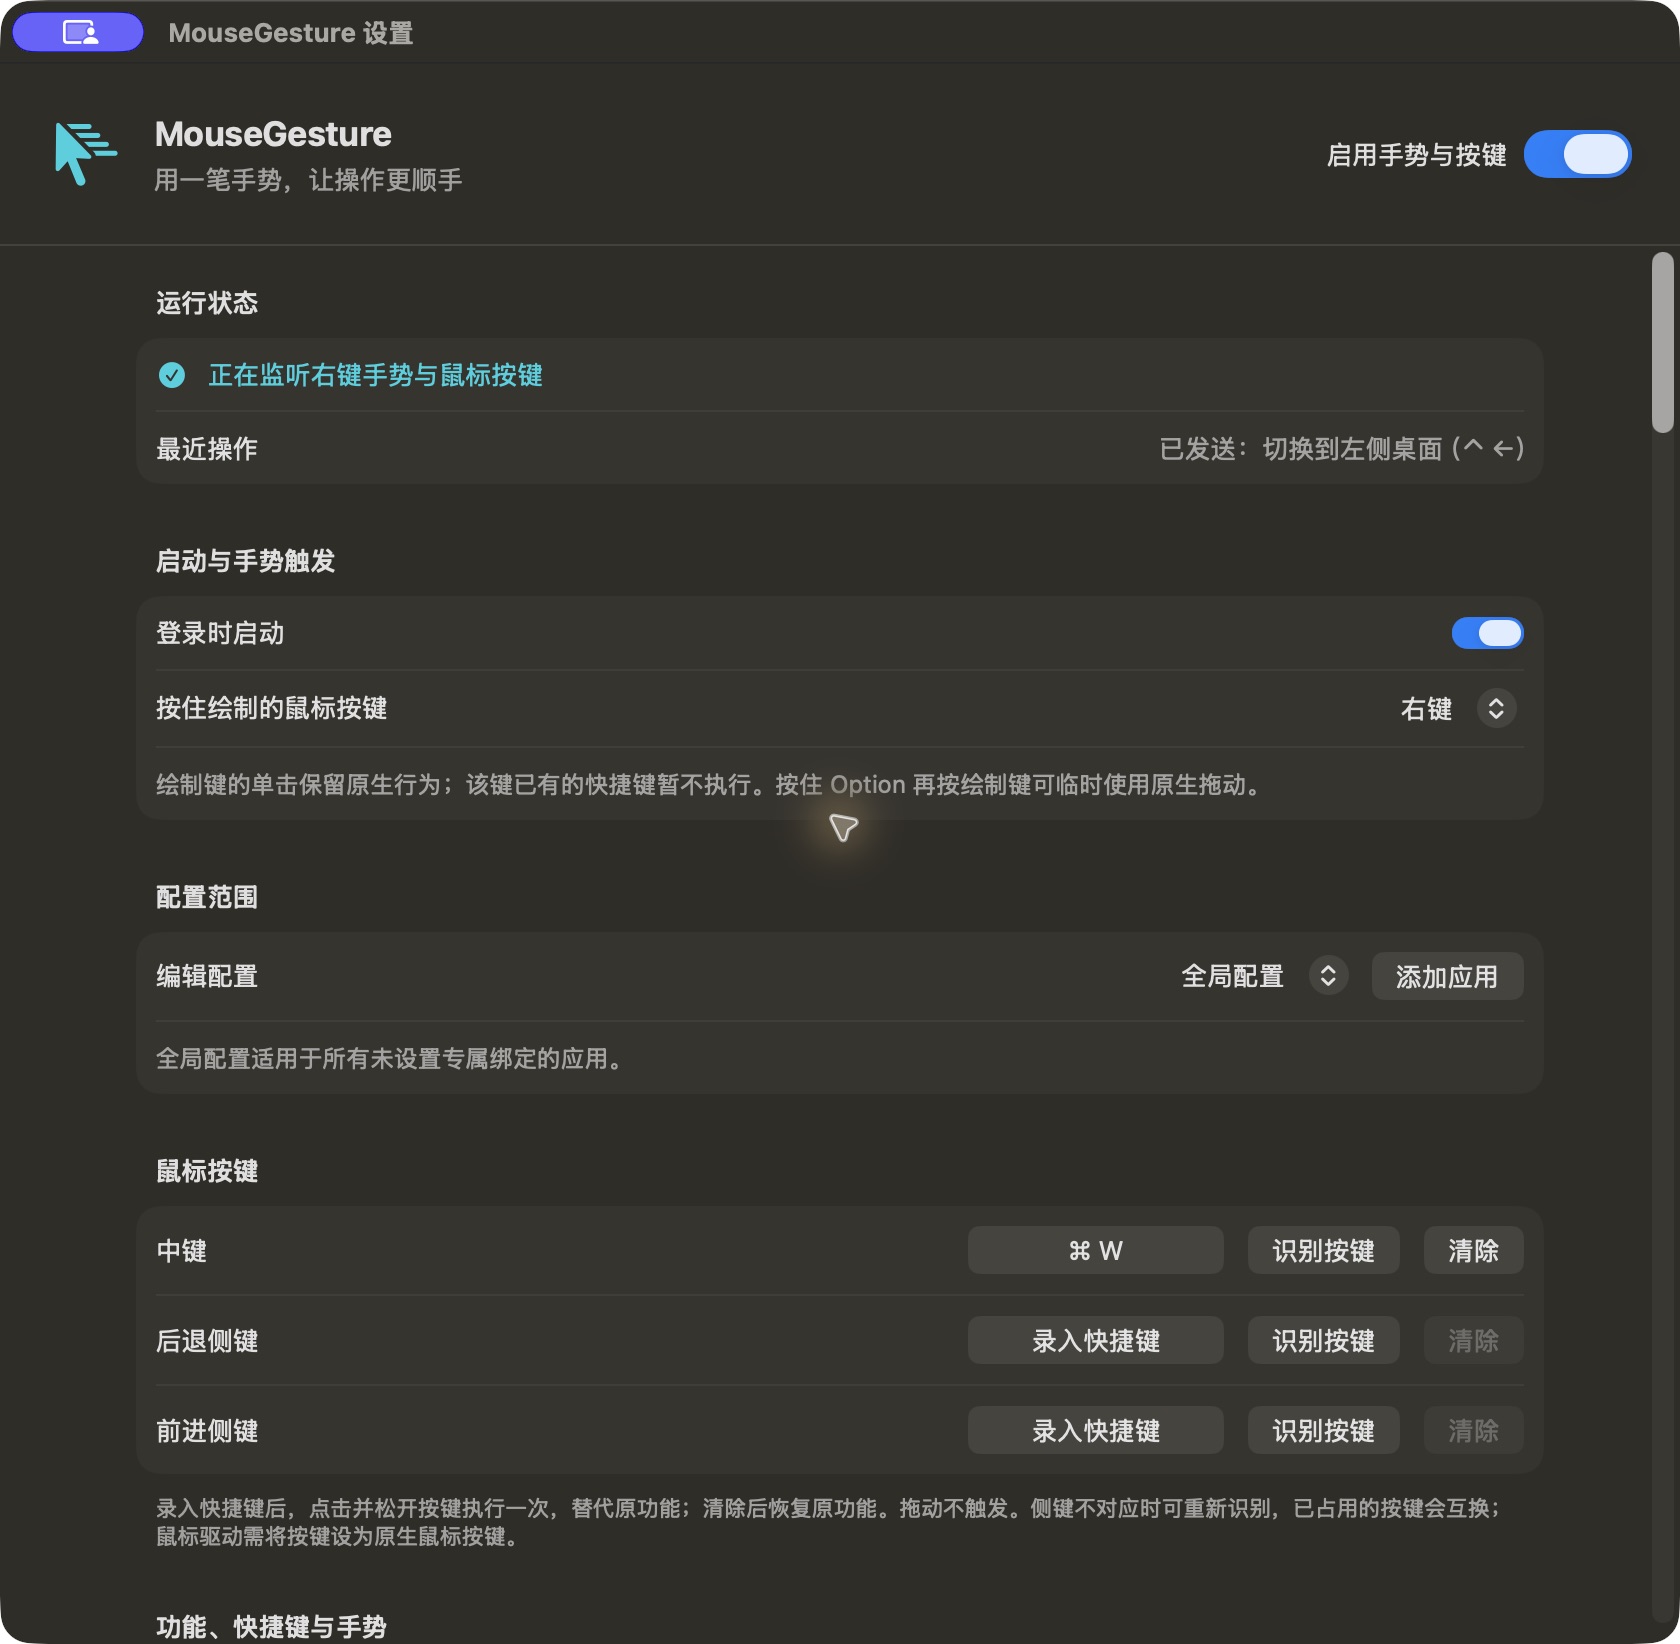 MouseGesture 设置
MouseGesture
用一笔手势，让操作更顺手
启用手势与按键
运行状态
正在监听右键手势与鼠标按键
最近操作
已发送：切换到左侧桌面 (^ ←)
启动与手势触发
登录时启动
按住绘制的鼠标按键
右键
绘制键的单击保留原生行为；该键已有的快捷键暂不执行。按住 Option 再按绘制键可临时使用原生拖动。
配置范围
编辑配置
全局配置
添加应用
全局配置适用于所有未设置专属绑定的应用。
鼠标按键
中键
⌘ W
识别按键
清除
后退侧键
录入快捷键
识别按键
清除
前进侧键
录入快捷键
识别按键
清除
录入快捷键后，点击并松开按键执行一次，替代原功能；清除后恢复原功能。拖动不触发。侧键不对应时可重新识别，已占用的按键会互换；
鼠标驱动需将按键设为原生鼠标按键。
功能、快捷键与手势